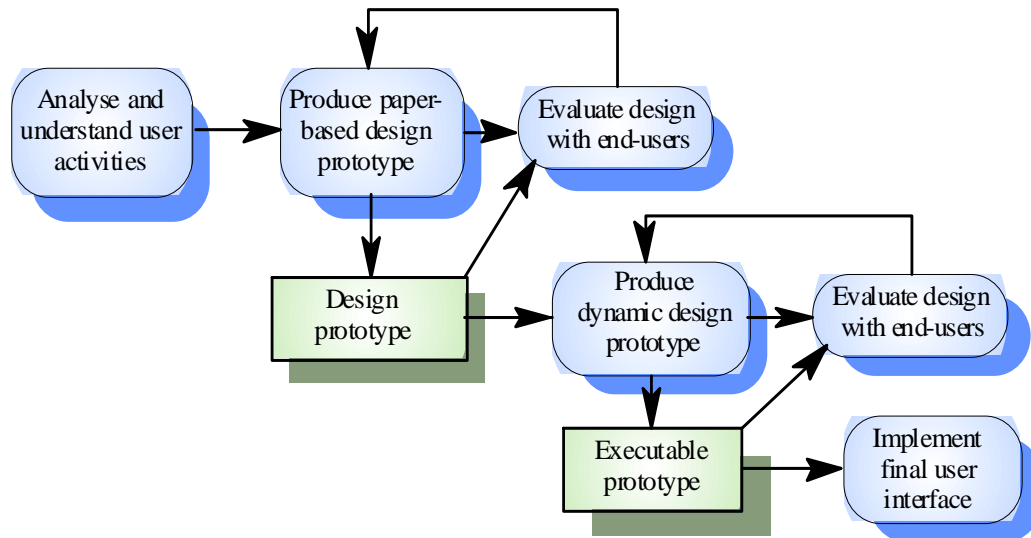 Analyse and
understand user
activities
Produce paper-
based design
prototype
Evaluate design
with end-users
Design
prototype
Produce
dynamic design
prototype
Evaluate design
with end-users
Executable
prototype
Implement
final user
interface